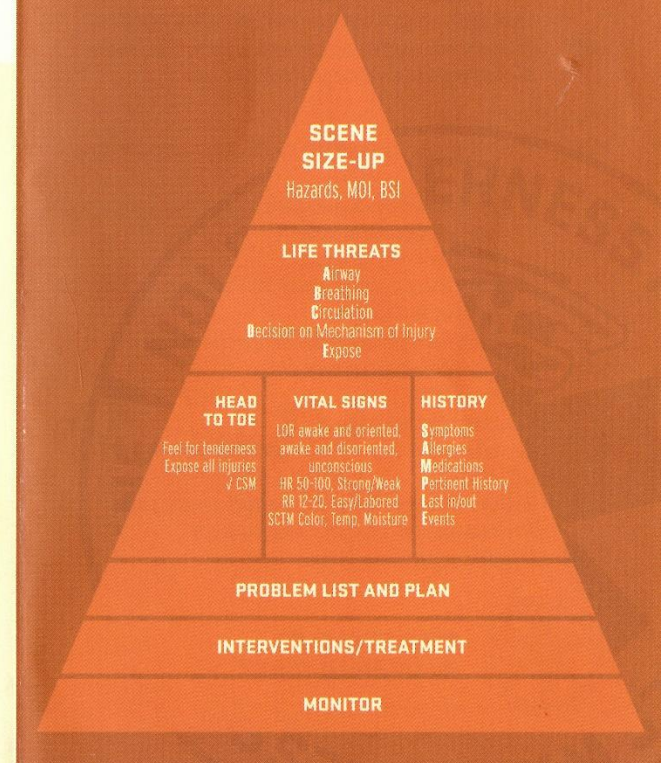 SCENE
SIZE-UP
Hazards, MOI, BSI
LIFE THREATS
Airway
Breathing
Circulation
Decision on Mechanism of Injury
Expose
HEAD
TO TOE
Feel for tenderness
Expose all injuries
√ CSM
VITAL SIGNS
LOR awake and oriented,
awake and disoriented,
unconscious
HR 50-100, Strong/Weak
RR 12-20, Easy/Labored
SCTM Color, Temp, Moisture
HISTORY
Symptoms
Allergies
Medications
Pertinent History
Last in/out
Events
PROBLEM LIST AND PLAN
INTERVENTIONS/TREATMENT
MONITOR